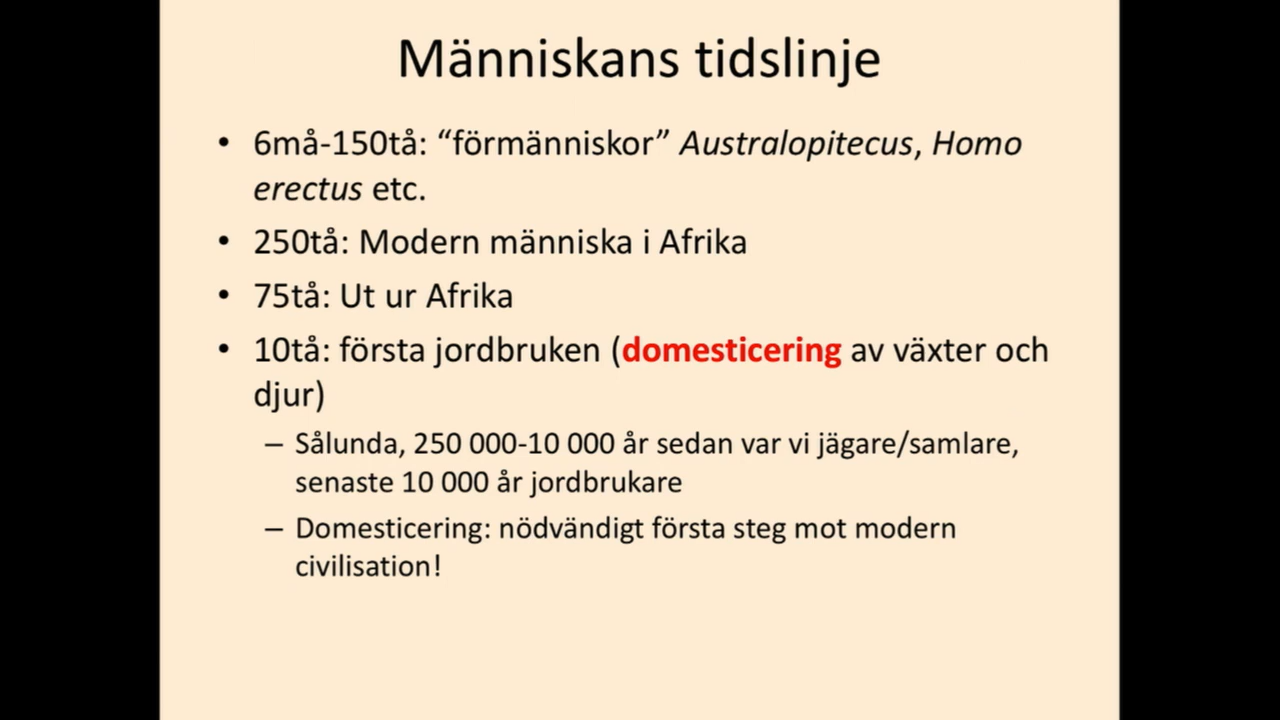 Människans tidslinje
• 6må-150tå: “förmänniskor” Australopitecus, Homo
erectus etc.
• 250tå: Modern människa i Afrika
• 75tå: Ut ur Afrika
• 10tå: första jordbruken (domesticering av växter och
djur)
– Sålunda, 250 000-10 000 år sedan var vi jägare/samlare,
senaste 10 000 år jordbrukare
– Domesticering: nödvändigt första steg mot modern
civilisation!